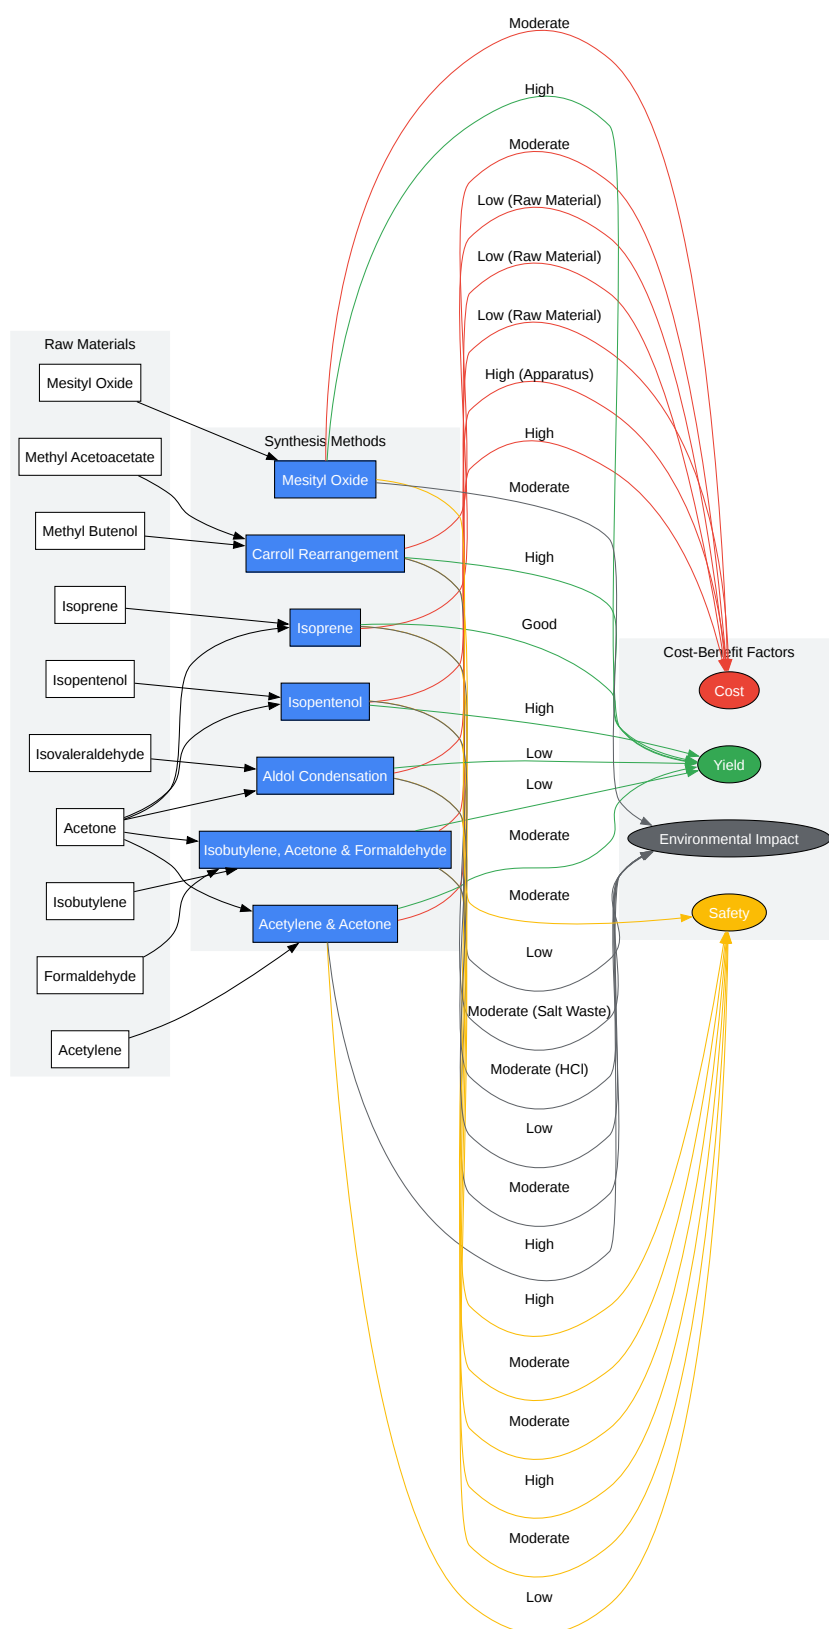 Moderate
High
Moderate
Low (Raw Material)
Low (Raw Material)
Low (Raw Material)
High (Apparatus)
High
Moderate
High
Good
High
Low
Low
Moderate
Moderate
Low
Moderate (Salt Waste)
Moderate (HCl)
Low
Moderate
High
High
Moderate
Moderate
High
Moderate
Low
Raw Materials
Mesityl Oxide
Methyl Acetoacetate
Methyl Butenol
Isoprene
Isopentenol
Isovaleraldehyde
Acetone
Isobutylene
Formaldehyde
Acetylene
Synthesis Methods
Mesityl Oxide
Carroll Rearrangement
Isoprene
Isopentenol
Aldol Condensation
Isobutylene, Acetone & Formaldehyde
Acetylene & Acetone
Cost-Benefit Factors
Cost
Yield
Environmental Impact
Safety